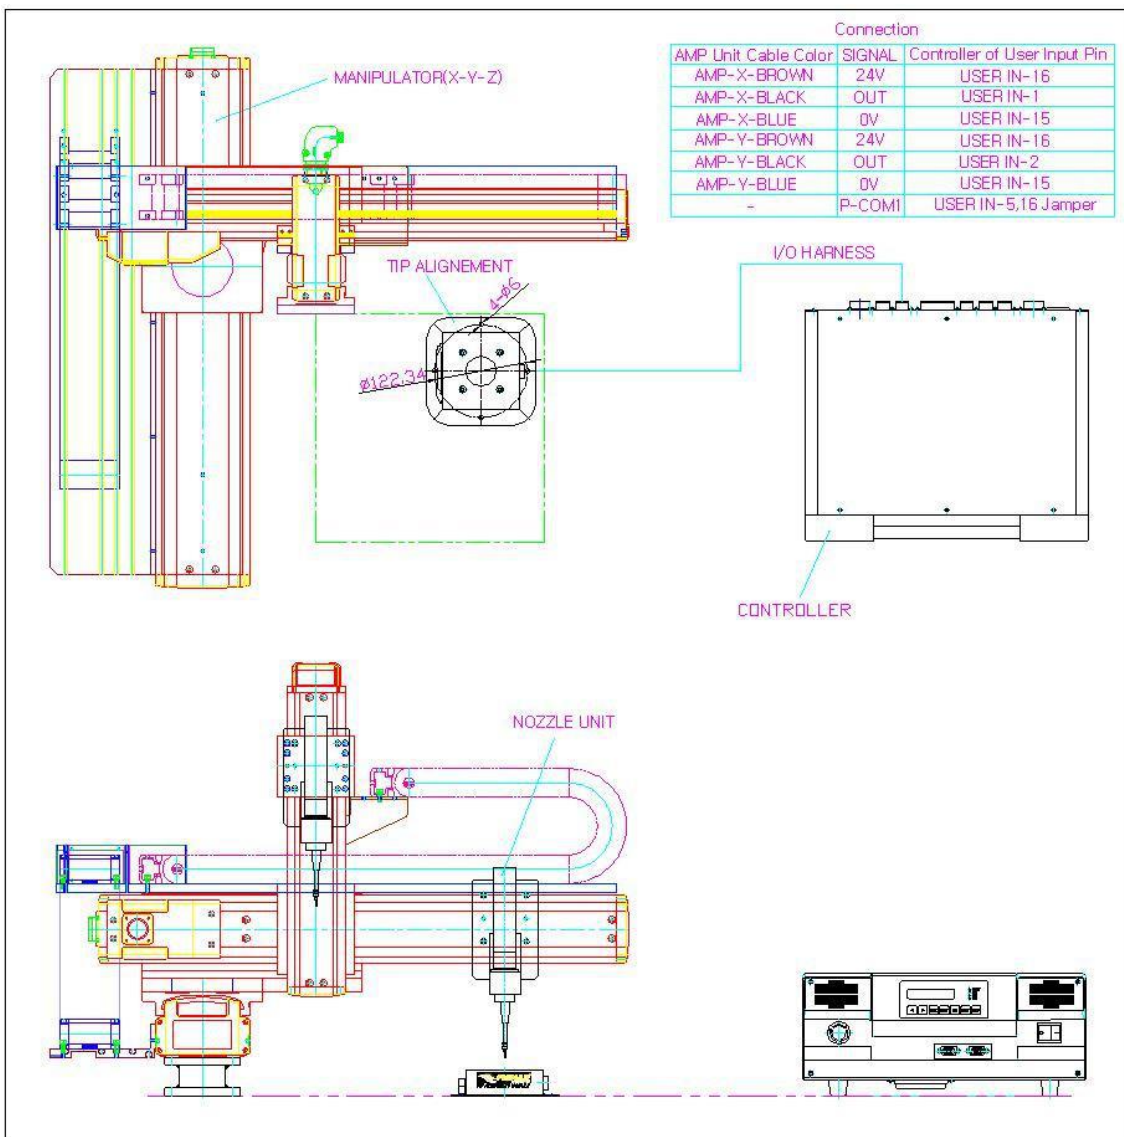 Connection
AMP Unit Cable Color SIGNAL Controller of User Input Pin
AMP-X-BROWN 24V USER IN-16
AMP-X-BLACK OUT USER IN-1
AMP-X-BLUE 0V USER IN-15
AMP-Y-BROWN 24V USER IN-16
AMP-Y-BLACK OUT USER IN-2
AMP-Y-BLUE 0V USER IN-15
- P-COM1 USER IN-5,16 Jamper
MANIPULATOR(X-Y-Z)
I/O HARNESS
TIP ALIGNEMENT
4-ø6
ø122,34
CONTROLLER
NOZZLE UNIT